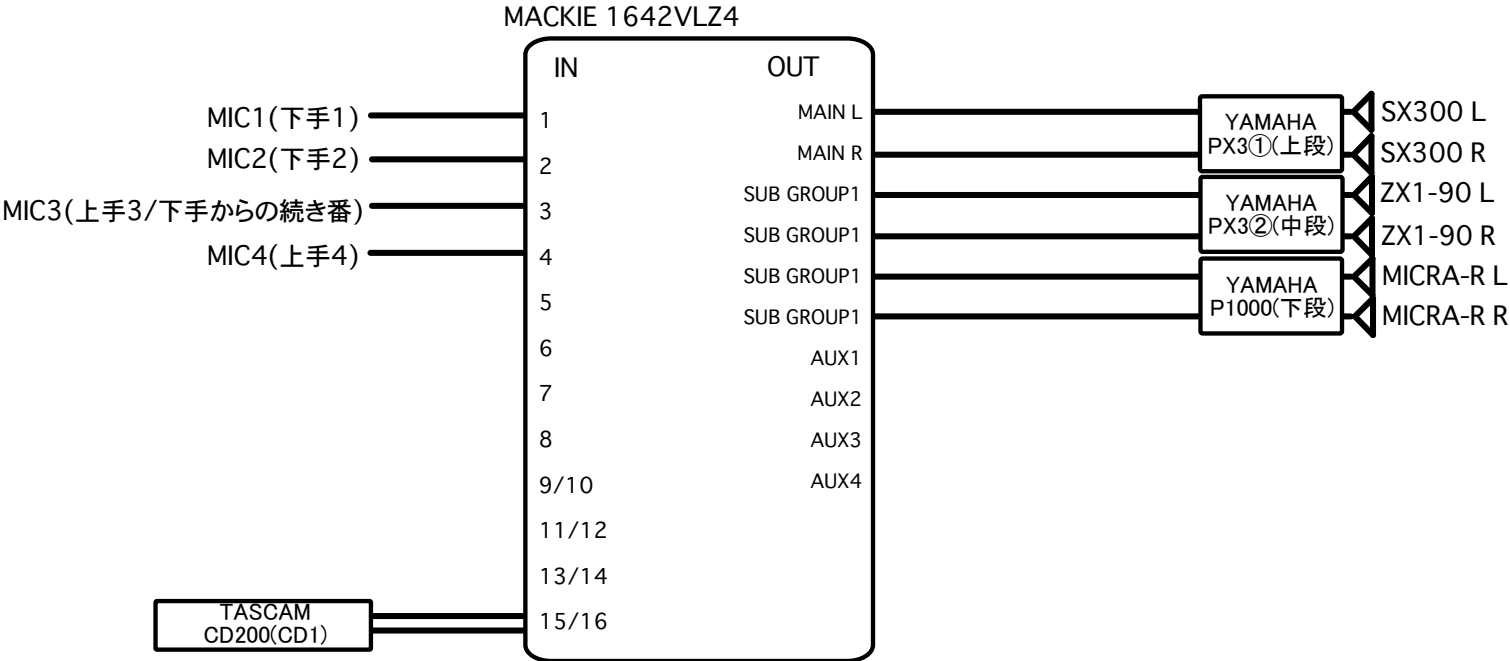 MACKIE 1642VLZ4
IN
OUT
MIC1(下手1)
MIC2(下手2)
MIC3(上手3/下手からの続き番)
MIC4(上手4)
TASCAM
CD200(CD1)
1
2
3
4
5
6
7
8
9/10
11/12
13/14
15/16
MAIN L
MAIN R
SUB GROUP1
SUB GROUP1
SUB GROUP1
SUB GROUP1
AUX1
AUX2
AUX3
AUX4
YAMAHA
PX3①(上段)
YAMAHA
PX3②(中段)
YAMAHA
P1000(下段)
SX300 L
SX300 R
ZX1-90 L
ZX1-90 R
MICRA-R L
MICRA-R R